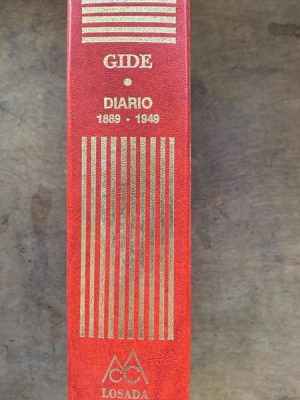 GIDE
DIARIO
1889 - 1949
LOSADA